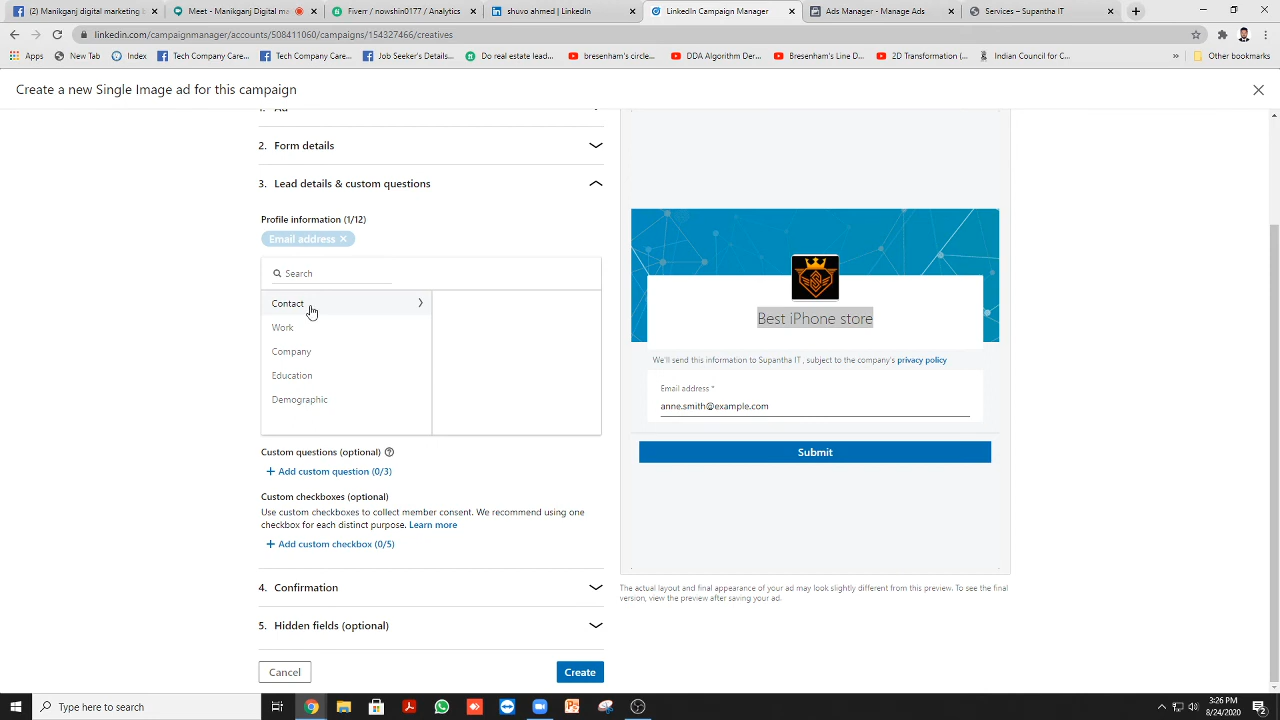 (2) Manikganj digital marketing b
Meet - Manikganj digital ma
Fiverr / nowshin0177 / Analytics
shuvo ahmed | LinkedIn
LinkedIn Campaign Manager
Ads Manager - Manage Ads
Services – Supantha IT
linkedin.com/campaignmanager/accounts/508411060/campaigns/154327466/creatives
Apps
New Tab
Index
Tech Company Care...
Tech Company Care...
Job Seeker's Details...
Do real estate lead...
bresenham's circle...
DDA Algorithm Der...
Bresenham's Line D...
2D Transformation (...
Indian Council for C...
»
Other bookmarks
Create a new Single Image ad for this campaign
1. Ad
2. Form details
3. Lead details & custom questions
Profile information (1/12)
Email address
Search
Contact
Work
Company
Education
Demographic
Custom questions (optional)
+ Add custom question (0/3)
Custom checkboxes (optional)
Use custom checkboxes to collect member consent. We recommend using one
checkbox for each distinct purpose. Learn more
+ Add custom checkbox (0/5)
4. Confirmation
5. Hidden fields (optional)
Cancel
Create
Best iPhone store
We'll send this information to Supantha IT , subject to the company's privacy policy
Email address *
anne.smith@example.com
Submit
The actual layout and final appearance of your ad may look slightly different from this preview. To see the final
version, view the preview after saving your ad.
Type here to search
3:26 PM
8/24/2020